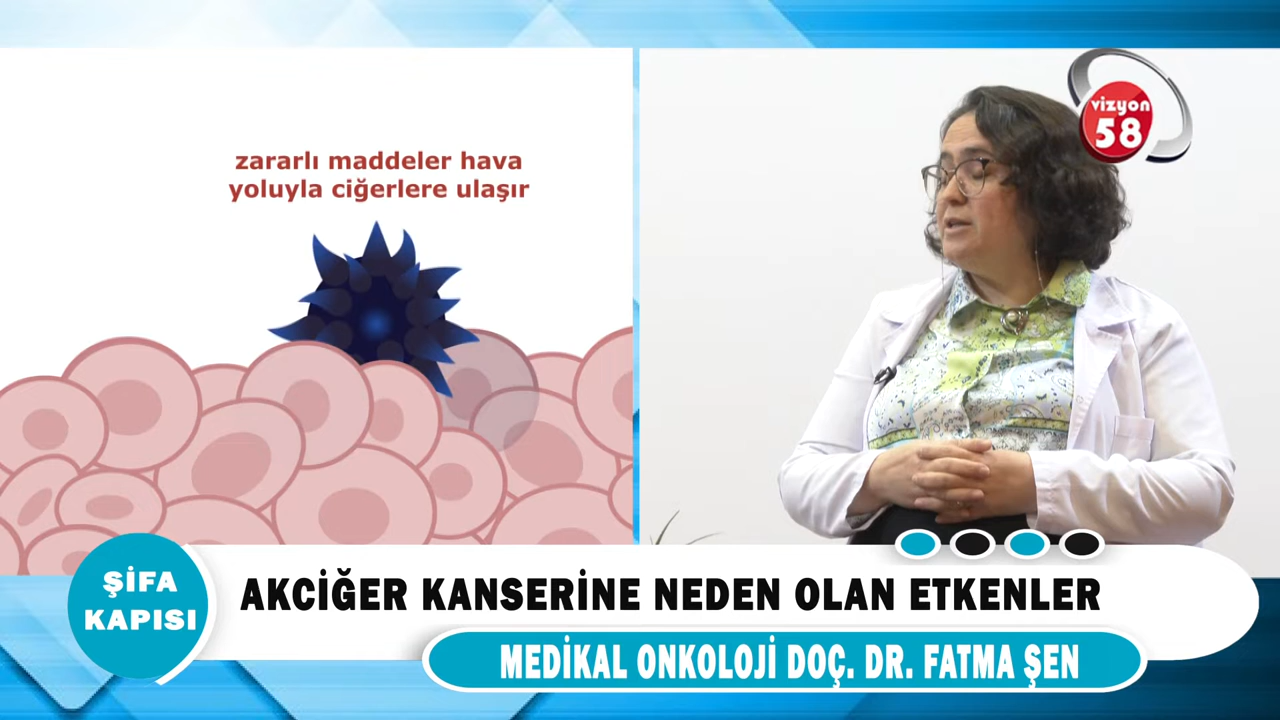 zararlı maddeler hava
yoluyla ciğerlere ulaşır
vizyon
58
ŞİFA
KAPISI
AKCİĞER KANSERİNE NEDEN OLAN ETKENLER
MEDİKAL ONKOLOJİ DOÇ. DR. FATMA ŞEN